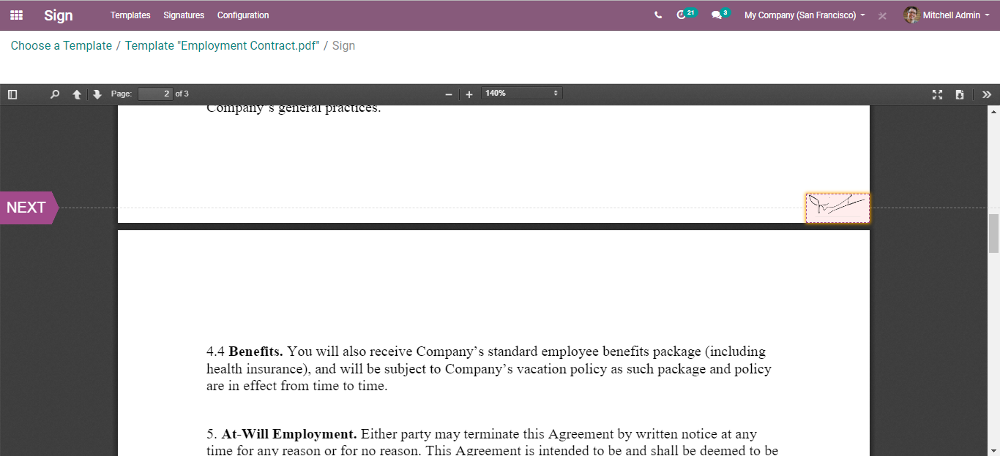 Sign Templates Signatures Configuration 21 3 My Company (San Francisco) Mitchell Admin
Choose a Template / Template "Employment Contract.pdf" / Sign
Page: 2 of 3 140%
Company's general practices.
NEXT
4.4 Benefits. You will also receive Company’s standard employee benefits package (including
health insurance), and will be subject to Company’s vacation policy as such package and policy
are in effect from time to time.
5. At-Will Employment. Either party may terminate this Agreement by written notice at any
time for any reason or for no reason. This Agreement is intended to be and shall be deemed to be